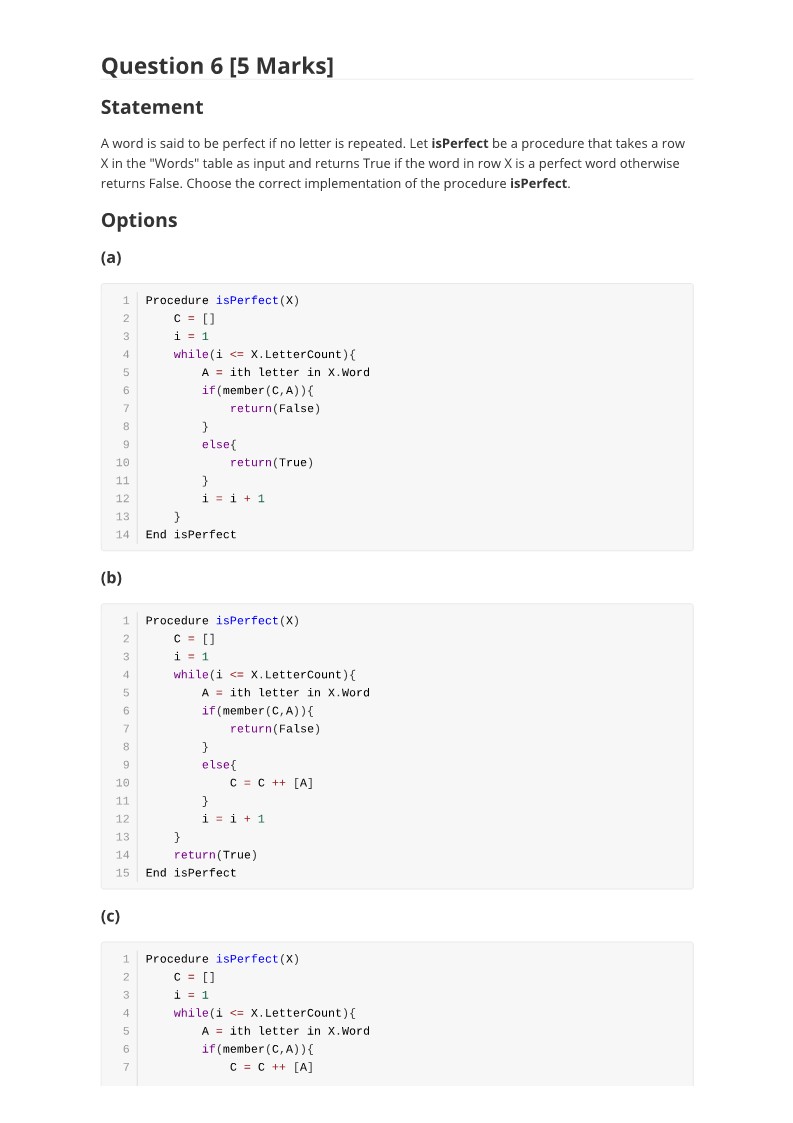 Question 6 [5 Marks]
Statement
A word is said to be perfect if no letter is repeated. Let isPerfect be a procedure that takes a row
X in the "Words" table as input and returns True if the word in row X is a perfect word otherwise
returns False. Choose the correct implementation of the procedure isPerfect.
Options
(a)
1 Procedure isPerfect(X)
2 C = []
3 i = 1
4 while(i <= X.LetterCount){
5 A = ith letter in X.Word
6 if(member(C,A)){
7 return(False)
8 }
9 else{
10 return(True)
11 }
12 i = i + 1
13 }
14 End isPerfect
(b)
1 Procedure isPerfect(X)
2 C = []
3 i = 1
4 while(i <= X.LetterCount){
5 A = ith letter in X.Word
6 if(member(C,A)){
7 return(False)
8 }
9 else{
10 C = C ++ [A]
11 }
12 i = i + 1
13 }
14 return(True)
15 End isPerfect
(c)
1 Procedure isPerfect(X)
2 C = []
3 i = 1
4 while(i <= X.LetterCount){
5 A = ith letter in X.Word
6 if(member(C,A)){
7 C = C ++ [A]